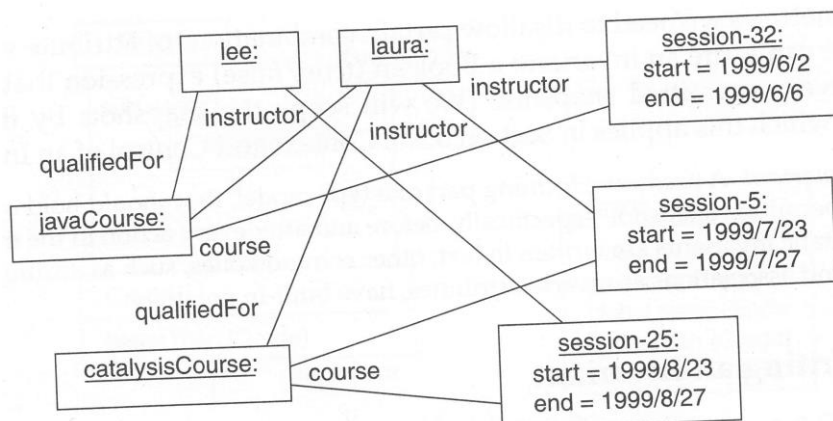 lee:
laura:
session-32:
start = 1999/6/2
end = 1999/6/6
instructor
instructor
instructor
qualifiedFor
javaCourse:
course
session-5:
start = 1999/7/23
end = 1999/7/27
qualifiedFor
catalysisCourse:
course
session-25:
start = 1999/8/23
end = 1999/8/27